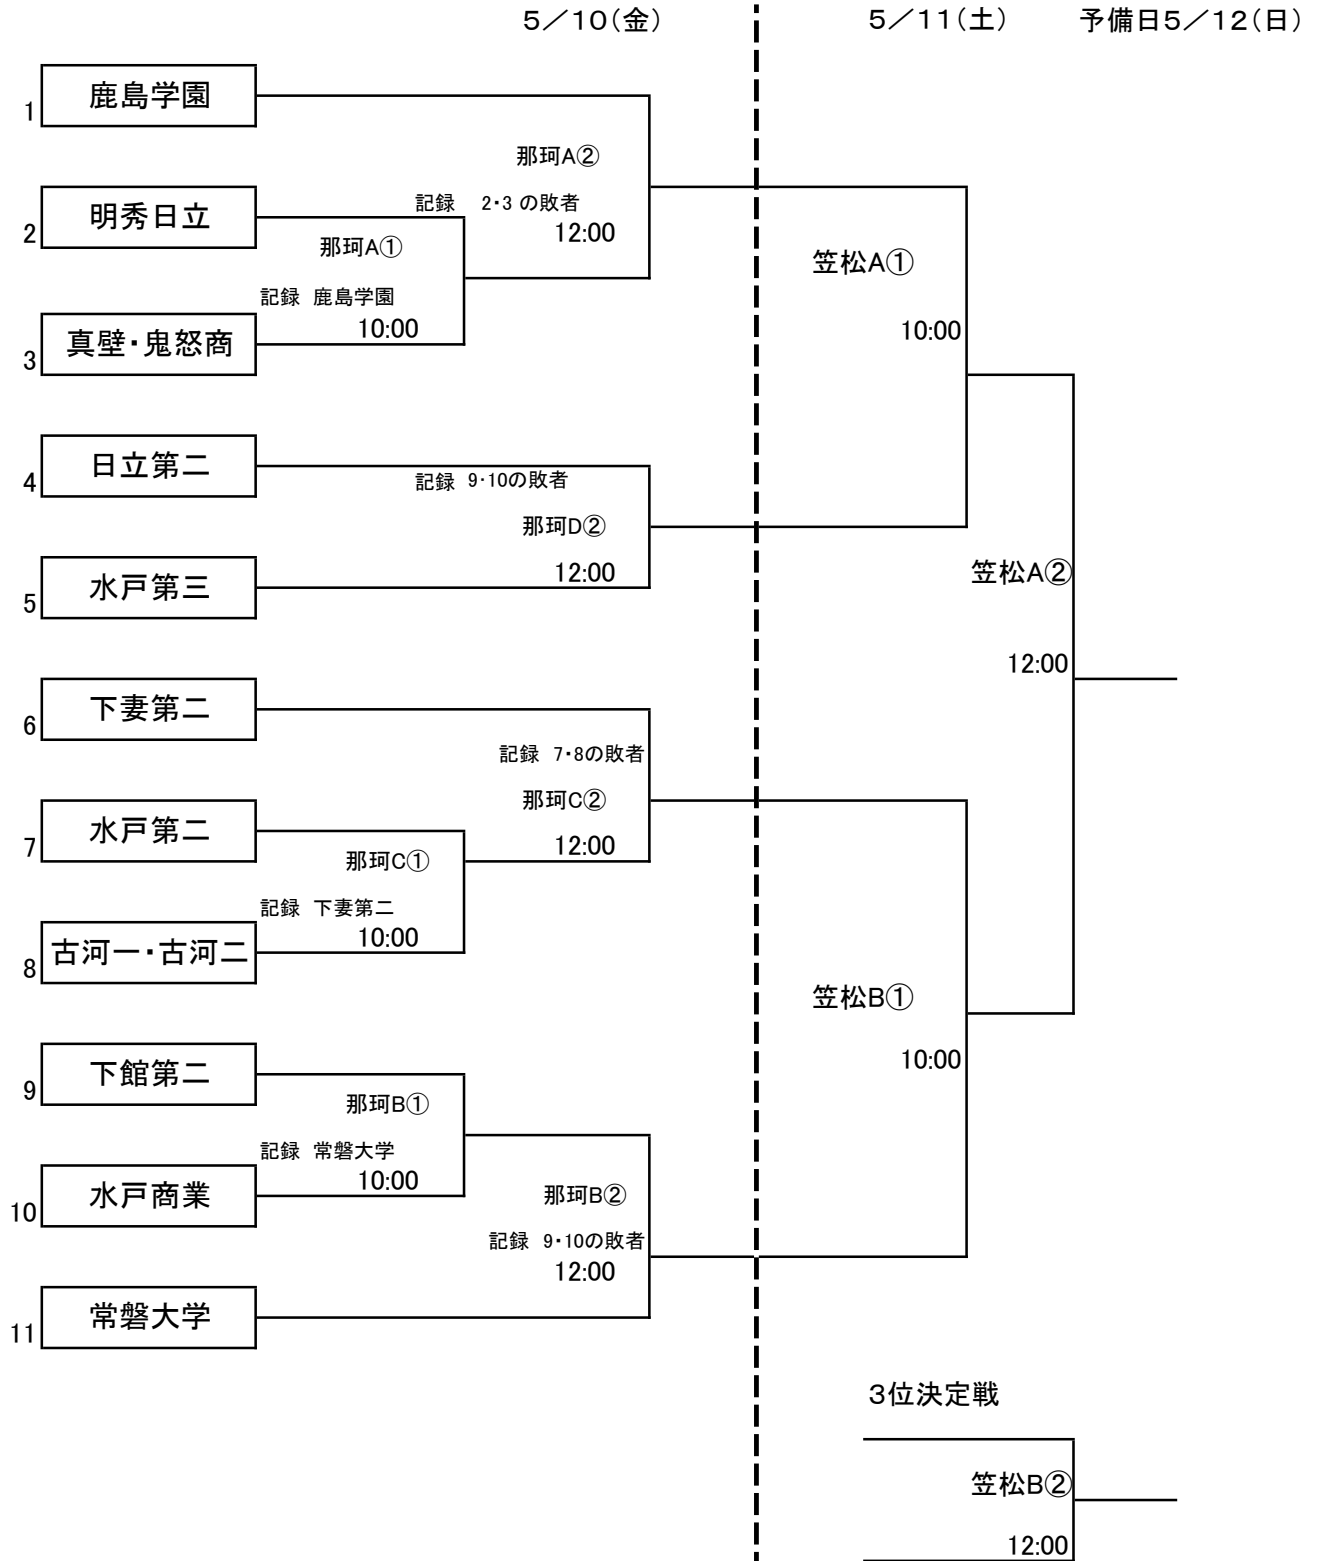 ５／１０（金）
５／１１（土）
予備日５／１２（日）
1
鹿島学園
那珂A②
記録　2・3 の敗者
12:00
2
明秀日立
那珂A①
記録　鹿島学園
10:00
3
真壁・鬼怒商
笠松A①
10:00
4
日立第二
記録　9・10の敗者
那珂D②
12:00
5
水戸第三
笠松A②
12:00
6
下妻第二
記録　7・8の敗者
那珂C②
12:00
7
水戸第二
那珂C①
記録　下妻第二
10:00
8
古河一・古河二
笠松B①
10:00
9
下館第二
那珂B①
記録　常磐大学
10:00
10
水戸商業
那珂B②
記録　9・10の敗者
12:00
11
常磐大学
３位決定戦
笠松B②
12:00